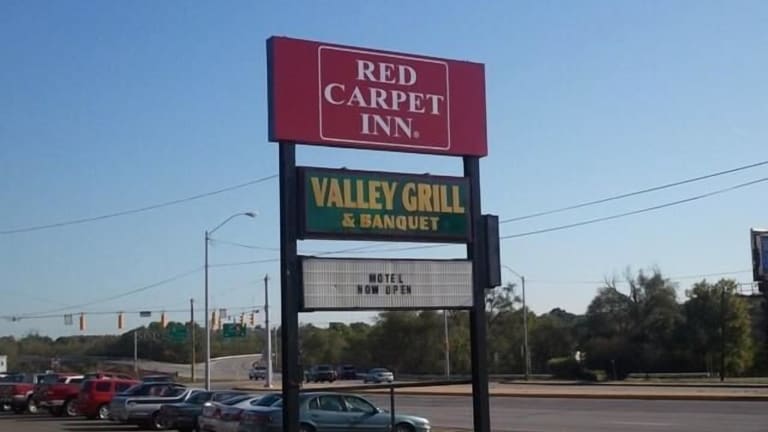 RED
CARPET
INN®
VALLEY GRILL
& BANQUET
MOTEL
NOW OPEN